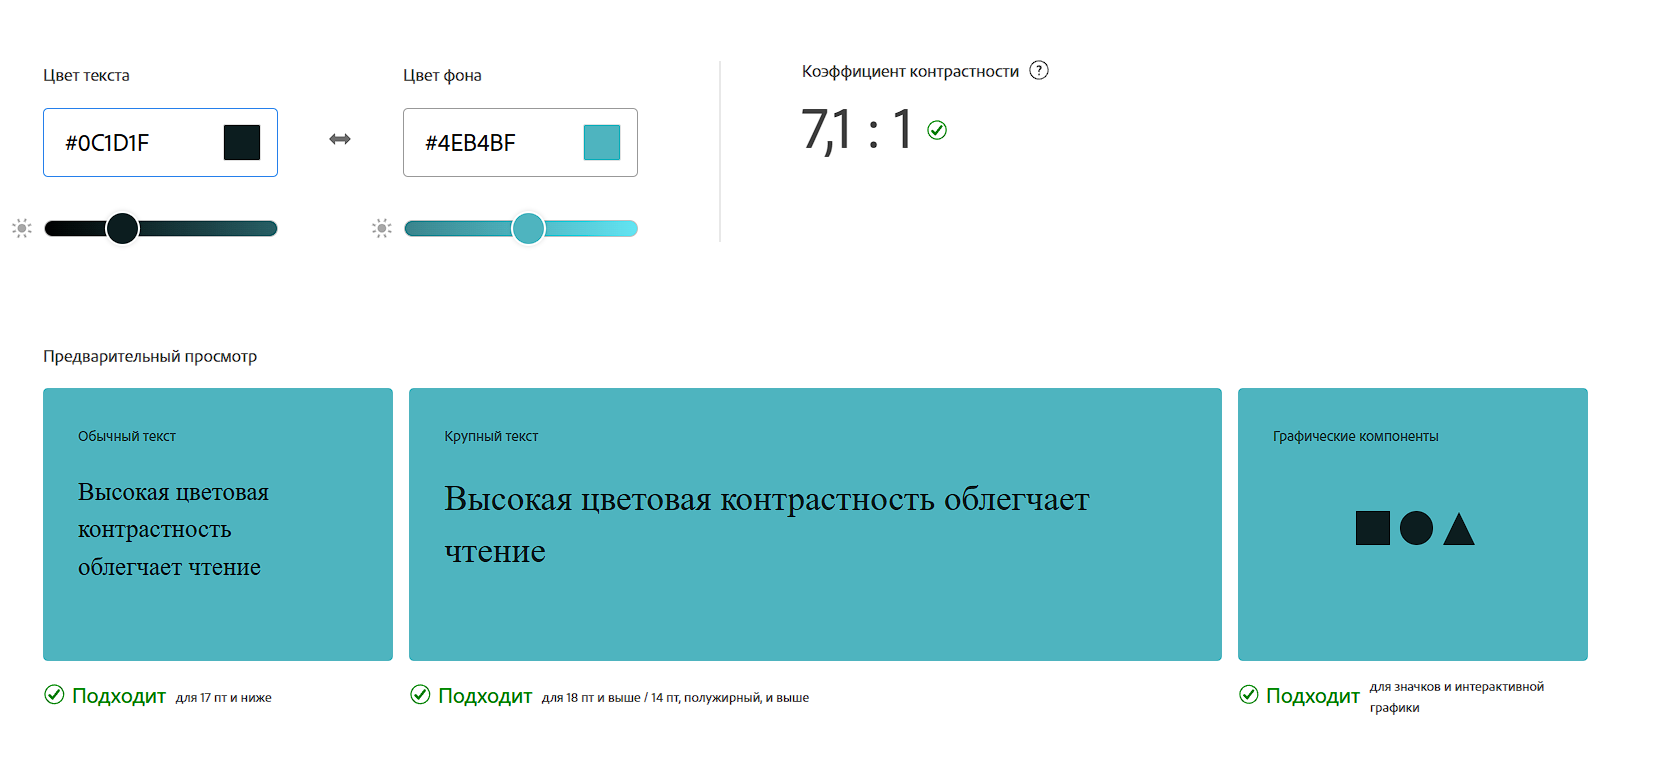 Цвет текста
Цвет фона
Коэффициент контрастности ?
#0C1D1F
#4EB4BF
7,1 : 1
Предварительный просмотр
Обычный текст
Высокая цветовая
контрастность
облегчает чтение
Крупный текст
Высокая цветовая контрастность облегчает
чтение
Графические компоненты
Подходит для 17 пт и ниже
Подходит для 18 пт и выше / 14 пт, полужирный, и выше
Подходит для значков и интерактивной
графики